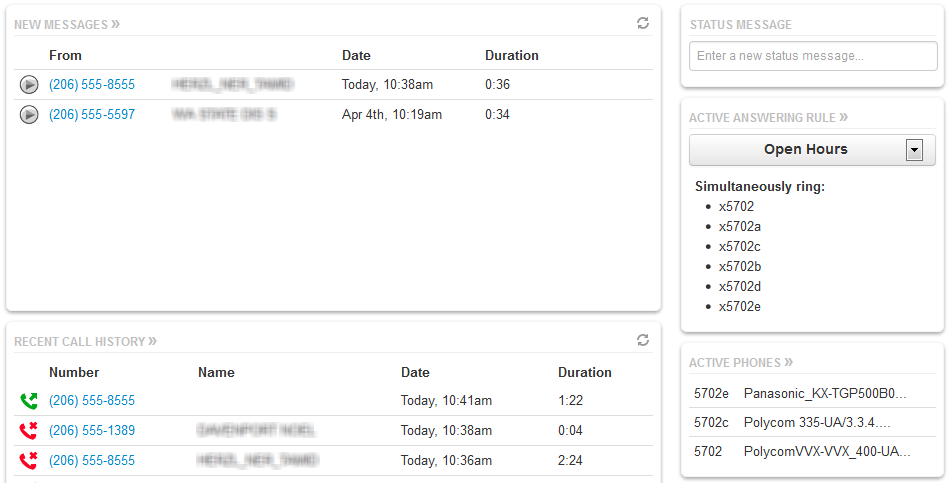 NEW MESSAGES »
From Date Duration
(206) 555-8555 Today, 10:38am 0:36
(206) 555-5597 Apr 4th, 10:19am 0:34
RECENT CALL HISTORY »
Number Name Date Duration
(206) 555-8555 Today, 10:41am 1:22
(206) 555-1389 Today, 10:38am 0:04
(206) 555-8555 Today, 10:36am 2:24
STATUS MESSAGE
Enter a new status message...
ACTIVE ANSWERING RULE »
Open Hours
Simultaneously ring:
• x5702
• x5702a
• x5702c
• x5702b
• x5702d
• x5702e
ACTIVE PHONES »
5702e Panasonic_KX-TGP500B0...
5702c Polycom 335-UA/3.3.4....
5702 PolycomVVX-VVX_400-UA...